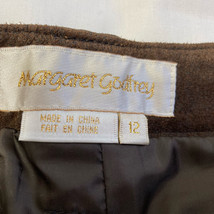 Margaret Godfrey
MADE IN CHINA
FAIT EN CHINE
12